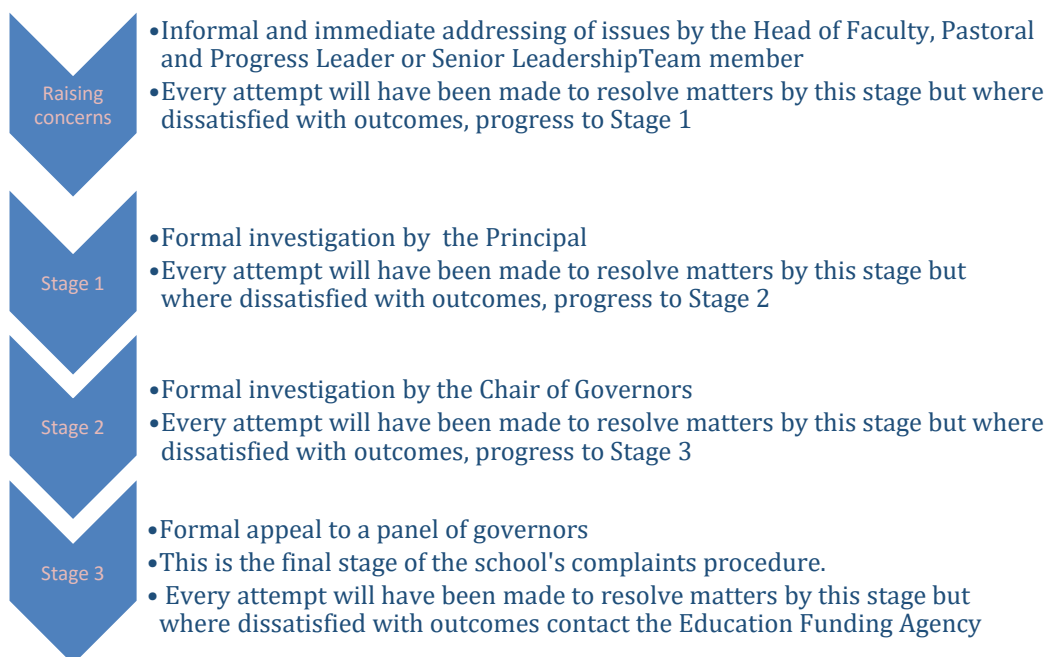 Raising
concerns
•Informal and immediate addressing of issues by the Head of Faculty, Pastoral
and Progress Leader or Senior LeadershipTeam member
•Every attempt will have been made to resolve matters by this stage but where
dissatisfied with outcomes, progress to Stage 1
Stage 1
•Formal investigation by  the Principal
•Every attempt will have been made to resolve matters by this stage but
where dissatisfied with outcomes, progress to Stage 2
Stage 2
•Formal investigation by the Chair of Governors
•Every attempt will have been made to resolve matters by this stage but where
dissatisfied with outcomes, progress to Stage 3
Stage 3
•Formal appeal to a panel of governors
•This is the final stage of the school's complaints procedure.
• Every attempt will have been made to resolve matters by this stage but
where dissatisfied with outcomes contact the Education Funding Agency